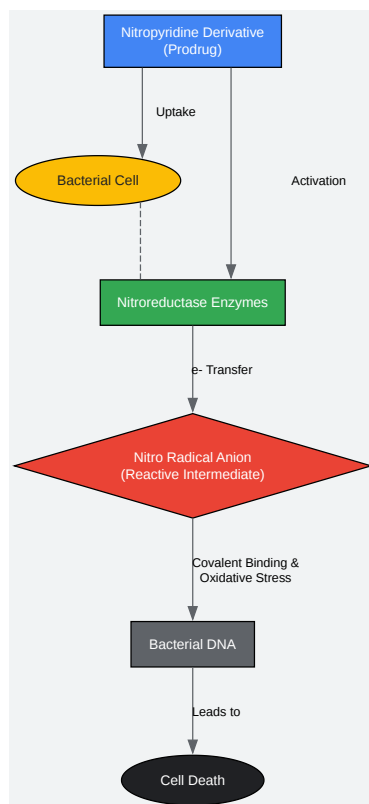 Nitropyridine Derivative
(Prodrug)
Uptake
Bacterial Cell
Activation
Nitroreductase Enzymes
e- Transfer
Nitro Radical Anion
(Reactive Intermediate)
Covalent Binding &
Oxidative Stress
Bacterial DNA
Leads to
Cell Death